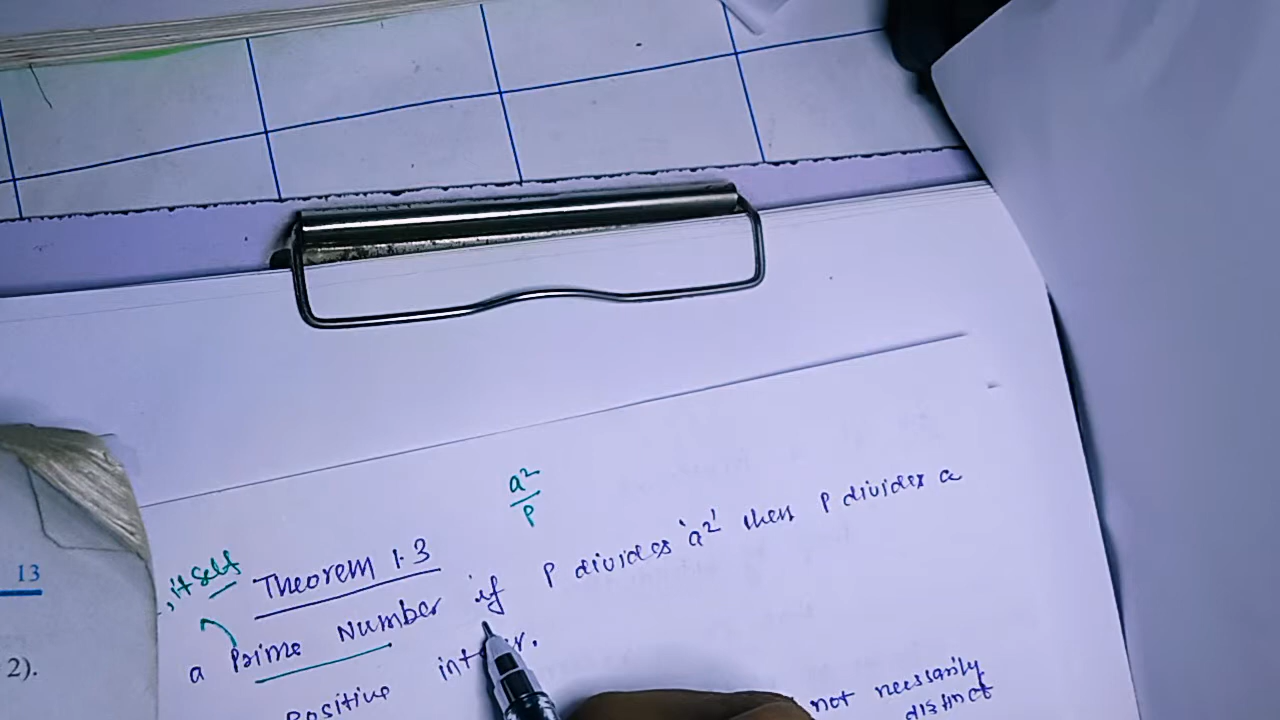 a²
P
, itself
Theorem 1.3
13
a Prime Number if P divides 'a²' then P divides a
2).
Positive
not necessarily
distinct